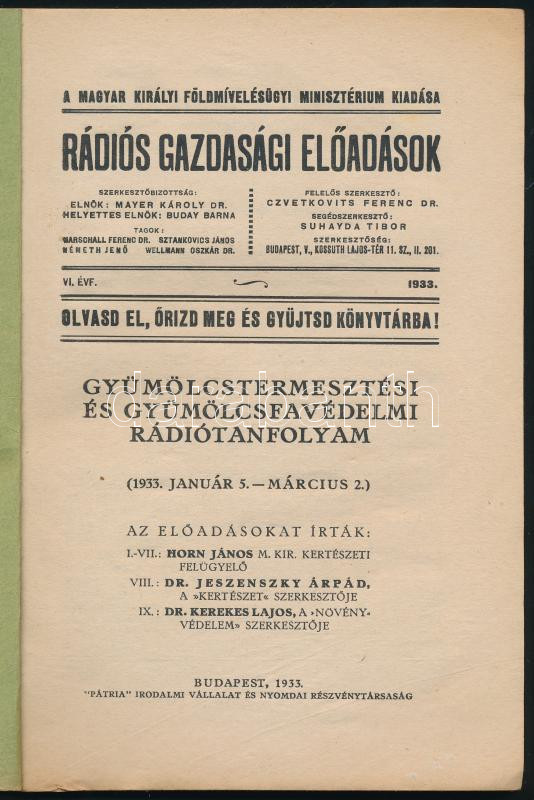 A MAGYAR KIRÁLYI FÖLDMÍVELÉSÜGYI MINISZTÉRIUM KIADÁSA
RÁDIÓS GAZDASÁGI ELŐADÁSOK
SZERKESZTŐBIZOTTSÁG:
ELNÖK: MAYER KÁROLY DR.
HELYETTES ELNÖK: BUDAY BARNA
TAGOK:
MARSCHALL FERENC DR. SZTANKOVICS JÁNOS
NÉMETH JENŐ WELLMANN OSZKÁR DR.
FELELŐS SZERKESZTŐ:
CZVETKOVITS FERENC DR.
SEGÉDSZERKESZTŐ:
SUHAYDA TIBOR
SZERKESZTŐSÉG:
BUDAPEST, V., KOSSUTH LAJOS-TÉR 11. SZ., II. 201.
VI. ÉVF. 1933.
OLVASD EL, ŐRIZD MEG ÉS GYÜJTSD KÖNYVTÁRBA!
GYÜMÖLCSTERMESZTÉSI
ÉS GYÜMÖLCSFAVÉDELMI
RÁDIÓTANFOLYAM
darabanth
(1933. JANUÁR 5.—MÁRCIUS 2.)
AZ ELŐADÁSOKAT ÍRTÁK:
I.-VII.: HORN JÁNOS M. KIR. KERTÉSZETI
FELÜGYELŐ
VIII.: DR. JESZENSZKY ÁRPÁD,
A »KERTÉSZET« SZERKESZTŐJE
IX.: DR. KEREKES LAJOS, A ›NÖVÉNY-
VÉDELEM» SZERKESZTŐJE
BUDAPEST, 1933.
"PÁTRIA" IRODALMI VÁLLALAT ÉS NYOMDAI RÉSZVÉNYTÁRSASÁG